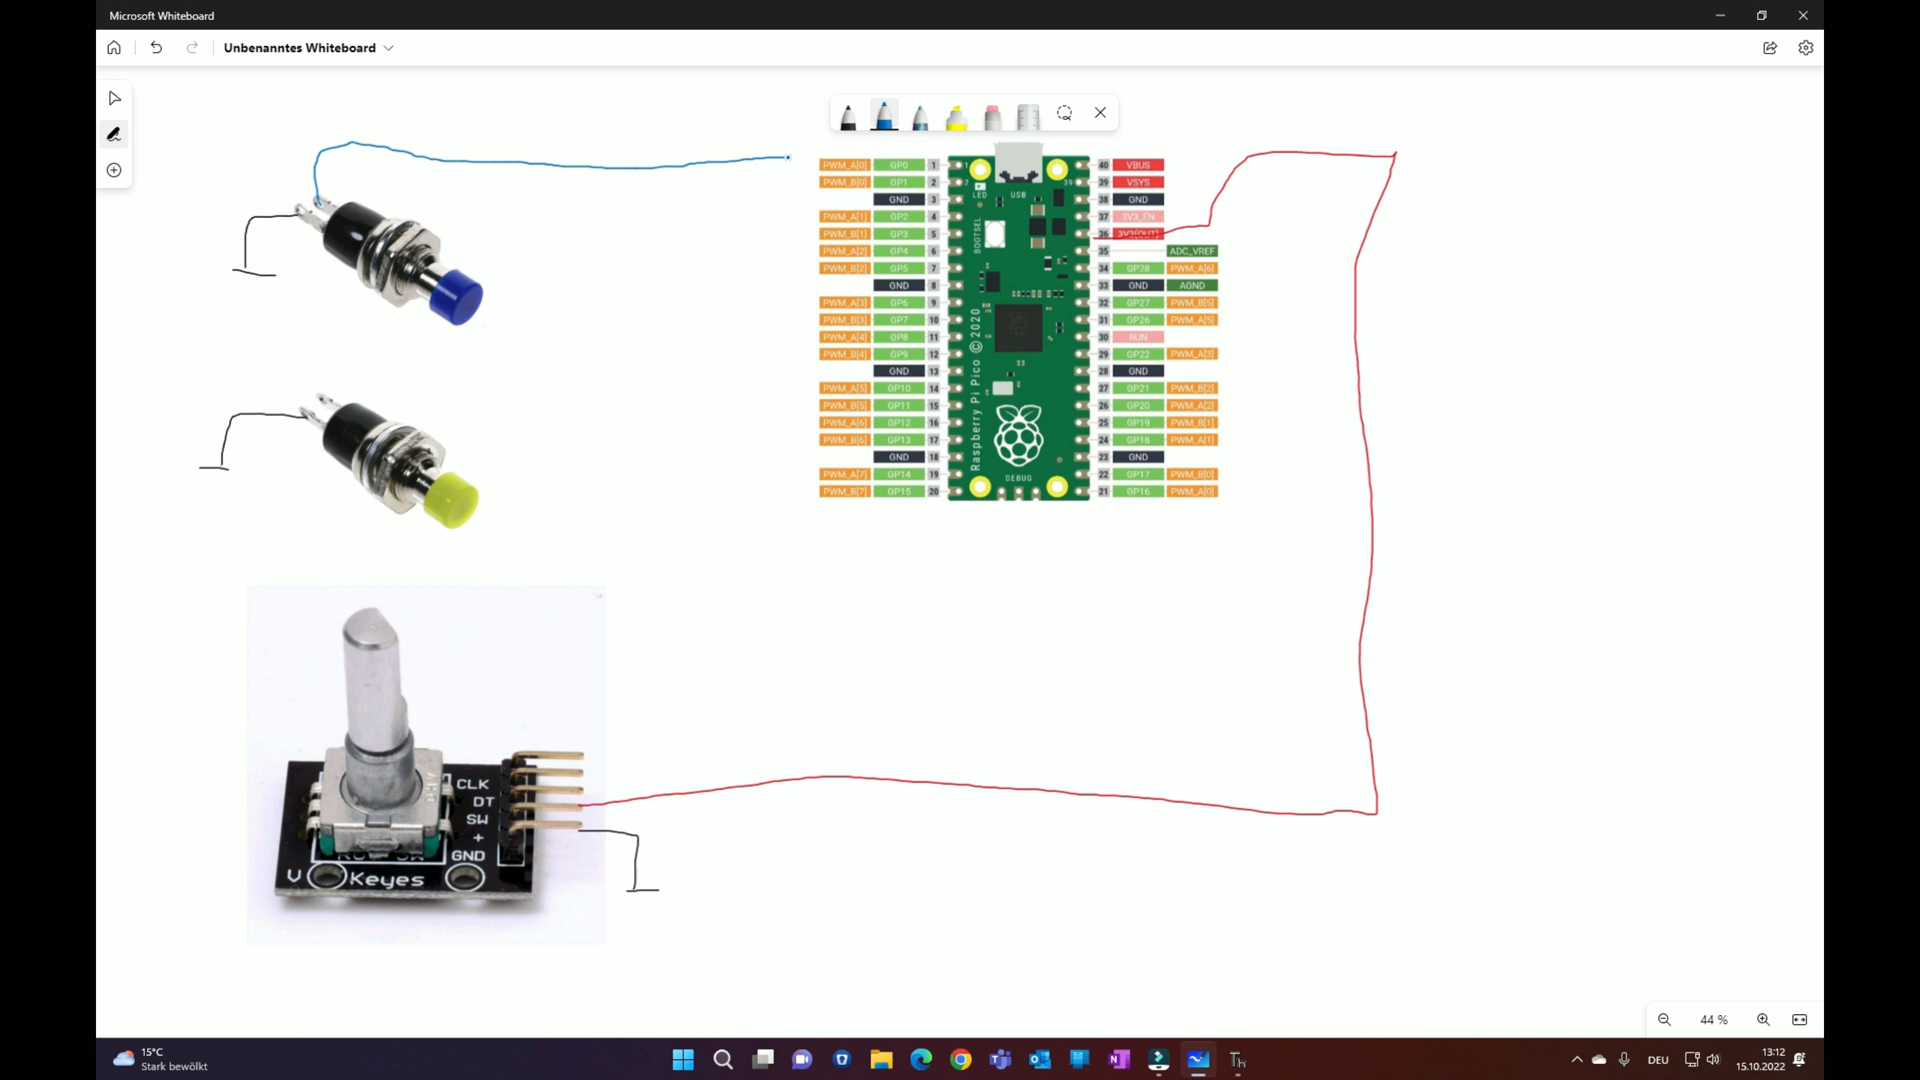 Microsoft Whiteboard
Unbenanntes Whiteboard
PWM_A[0] GP0 1
PWM_B[0] GP1 2
GND 3
PWM_A[1] GP2 4
PWM_B[1] GP3 5
PWM_A[2] GP4 6
PWM_B[2] GP5 7
GND 8
PWM_A[3] GP6 9
PWM_B[3] GP7 10
PWM_A[4] GP8 11
PWM_B[4] GP9 12
GND 13
PWM_A[5] GP10 14
PWM_B[5] GP11 15
PWM_A[6] GP12 16
PWM_B[6] GP13 17
GND 18
PWM_A[7] GP14 19
PWM_B[7] GP15 20
1
2
39
LED
USB
BOOTSEL
Raspberry Pi Pico © 2020
DEBUG
40 VBUS
39 VSYS
38 GND
37 3V3_EN
36 3V3(OUT)
35 ADC_VREF
34 GP28 PWM_A[6]
33 GND AGND
32 GP27 PWM_B[5]
31 GP26 PWM_A[5]
30 RUN
29 GP22 PWM_A[3]
28 GND
27 GP21 PWM_B[2]
26 GP20 PWM_A[2]
25 GP19 PWM_B[1]
24 GP18 PWM_A[1]
23 GND
22 GP17 PWM_B[0]
21 GP16 PWM_A[0]
CLK
DT
SW
+
GND
V
Keyes
44 %
15°C
Stark bewölkt
DEU
13:12
15.10.2022